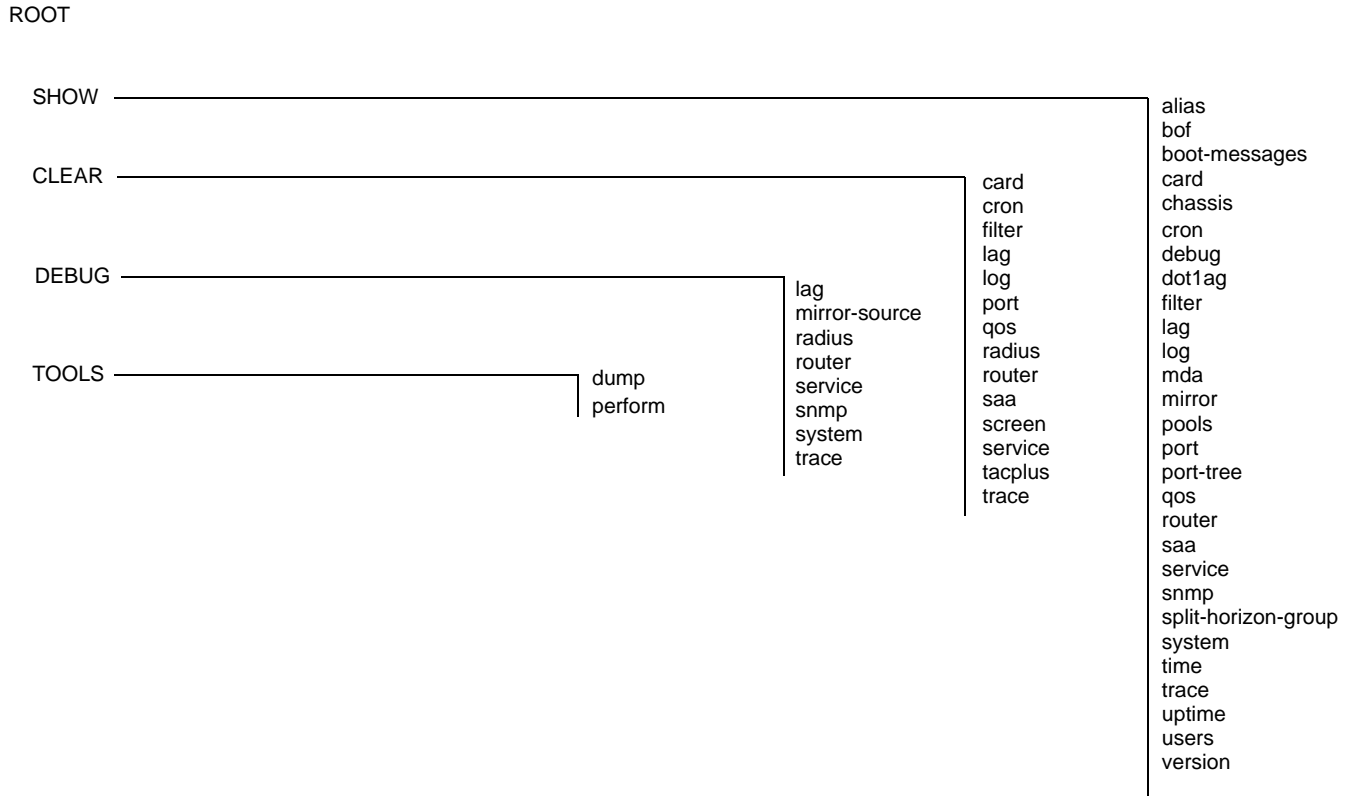 ROOT
SHOW
alias
bof
boot-messages
card
chassis
cron
debug
dot1ag
filter
lag
log
mda
mirror
pools
port
port-tree
qos
router
saa
service
snmp
split-horizon-group
system
time
trace
uptime
users
version
CLEAR
card
cron
filter
lag
log
port
qos
radius
router
saa
screen
service
tacplus
trace
DEBUG
lag
mirror-source
radius
router
service
snmp
system
trace
TOOLS
dump
perform